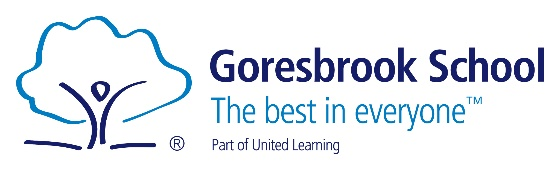 Goresbrook School
The best in everyone™
Part of United Learning
®